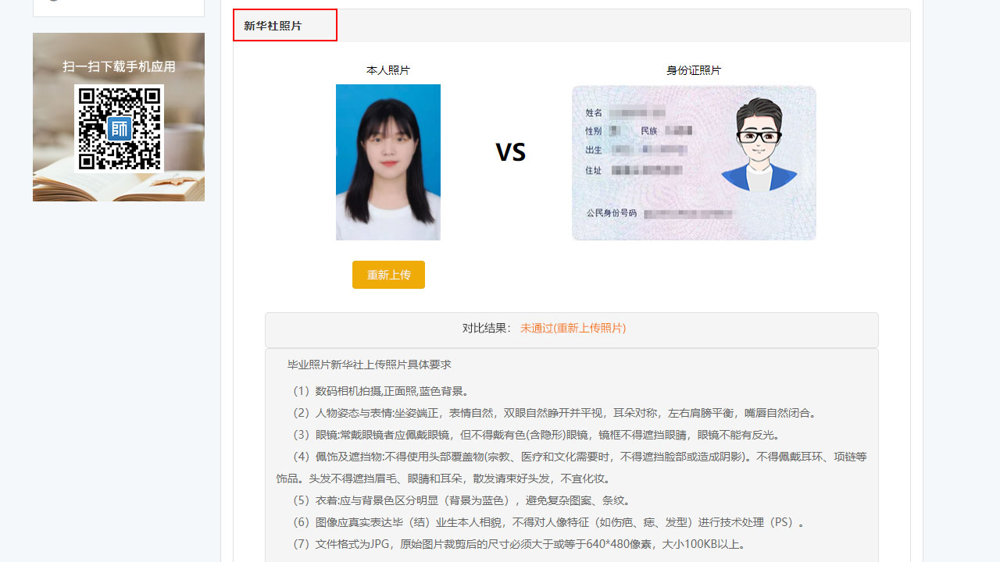 新华社照片
扫一扫下载手机应用
師
本人照片
身份证照片
VS
姓名
性别 民族
出生
住址
公民身份号码
重新上传
对比结果： 未通过(重新上传照片)
毕业照片新华社上传照片具体要求
（1）数码相机拍摄,正面照,蓝色背景。
（2）人物姿态与表情:坐姿端正，表情自然，双眼自然睁开并平视，耳朵对称，左右肩膀平衡，嘴唇自然闭合。
（3）眼镜:常戴眼镜者应佩戴眼镜，但不得戴有色(含隐形)眼镜，镜框不得遮挡眼睛，眼镜不能有反光。
（4）佩饰及遮挡物:不得使用头部覆盖物(宗教、医疗和文化需要时，不得遮挡脸部或造成阴影)。不得佩戴耳环、项链等
饰品。头发不得遮挡眉毛、眼睛和耳朵，散发请束好头发，不宜化妆。
（5）衣着:应与背景色区分明显（背景为蓝色），避免复杂图案、条纹。
（6）图像应真实表达毕（结）业生本人相貌，不得对人像特征（如伤疤、痣、发型）进行技术处理（PS）。
（7）文件格式为JPG，原始图片裁剪后的尺寸必须大于或等于640*480像素，大小100KB以上。